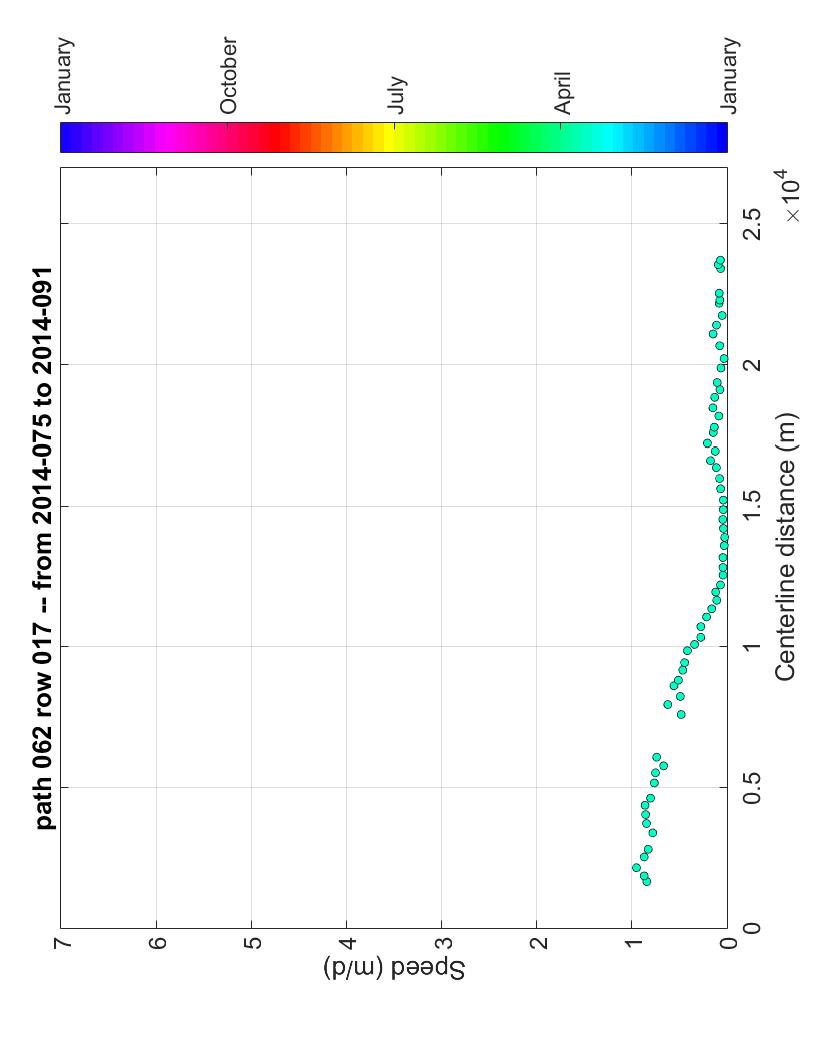 path 062 row 017 -- from 2014-075 to 2014-091
7
6
5
4
3
2
1
0
Speed (m/d)
0
0.5
1
1.5
2
2.5
×10⁴
Centerline distance (m)
January
October
July
April
January